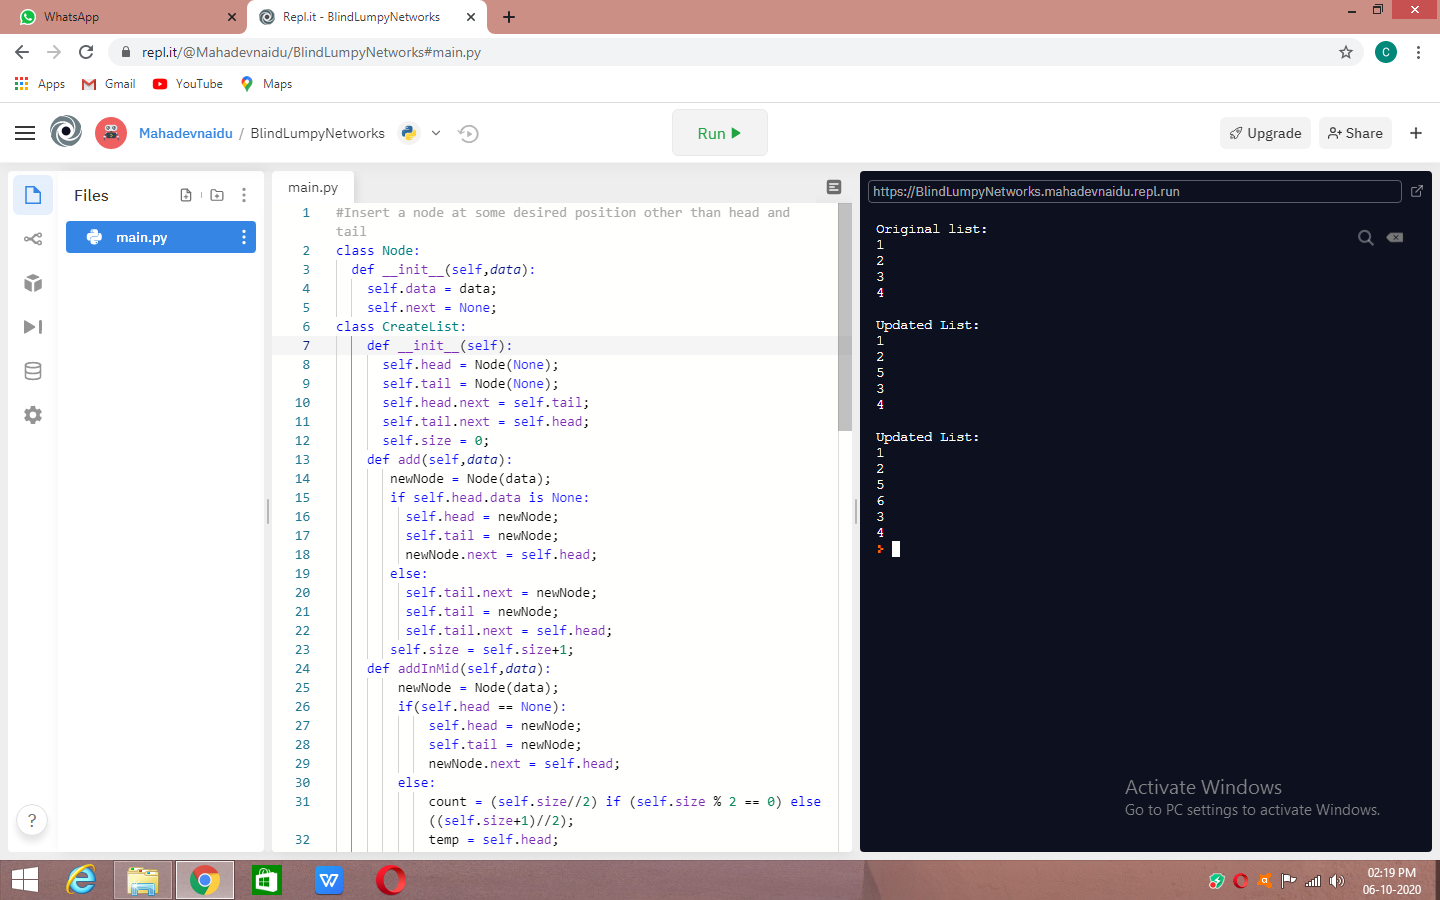 WhatsApp
Repl.it - BlindLumpyNetworks
repl.it/@Mahadevnaidu/BlindLumpyNetworks#main.py
C
Apps Gmail YouTube Maps
Mahadevnaidu / BlindLumpyNetworks
Run
Upgrade
Share
Files
main.py
main.py
1 #Insert a node at some desired position other than head and
tail
2 class Node:
3 def __init__(self,data):
4 self.data = data;
5 self.next = None;
6 class CreateList:
7 def __init__(self):
8 self.head = Node(None);
9 self.tail = Node(None);
10 self.head.next = self.tail;
11 self.tail.next = self.head;
12 self.size = 0;
13 def add(self,data):
14 newNode = Node(data);
15 if self.head.data is None:
16 self.head = newNode;
17 self.tail = newNode;
18 newNode.next = self.head;
19 else:
20 self.tail.next = newNode;
21 self.tail = newNode;
22 self.tail.next = self.head;
23 self.size = self.size+1;
24 def addInMid(self,data):
25 newNode = Node(data);
26 if(self.head == None):
27 self.head = newNode;
28 self.tail = newNode;
29 newNode.next = self.head;
30 else:
31 count = (self.size//2) if (self.size % 2 == 0) else
((self.size+1)//2);
32 temp = self.head;
https://BlindLumpyNetworks.mahadevnaidu.repl.run
Original list:
1
2
3
4
Updated List:
1
2
5
3
4
Updated List:
1
2
5
6
3
4
Activate Windows
Go to PC settings to activate Windows.
?
W
02:19 PM
06-10-2020